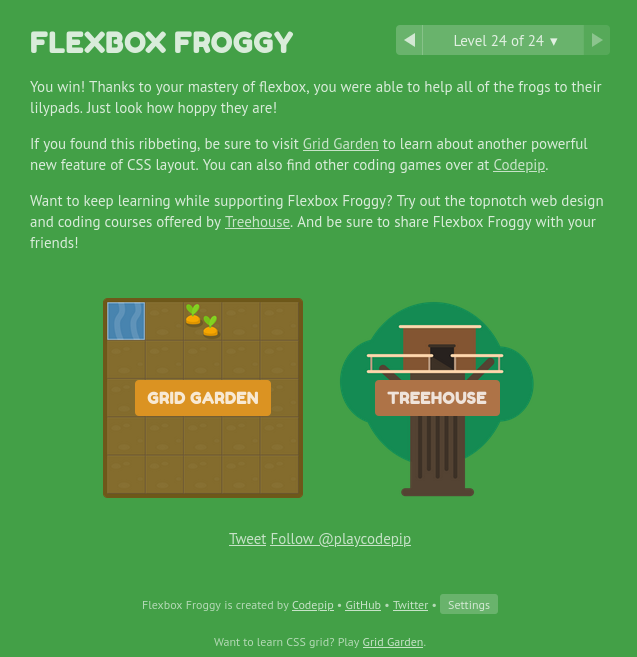 FLEXBOX FROGGY
Level 24 of 24 ▼
You win! Thanks to your mastery of flexbox, you were able to help all of the frogs to their
lilypads. Just look how hoppy they are!
If you found this ribbeting, be sure to visit Grid Garden to learn about another powerful
new feature of CSS layout. You can also find other coding games over at Codepip.
Want to keep learning while supporting Flexbox Froggy? Try out the topnotch web design
and coding courses offered by Treehouse. And be sure to share Flexbox Froggy with your
friends!
GRID GARDEN
TREEHOUSE
Tweet Follow @playcodepip
Flexbox Froggy is created by Codepip • GitHub • Twitter • Settings
Want to learn CSS grid? Play Grid Garden.